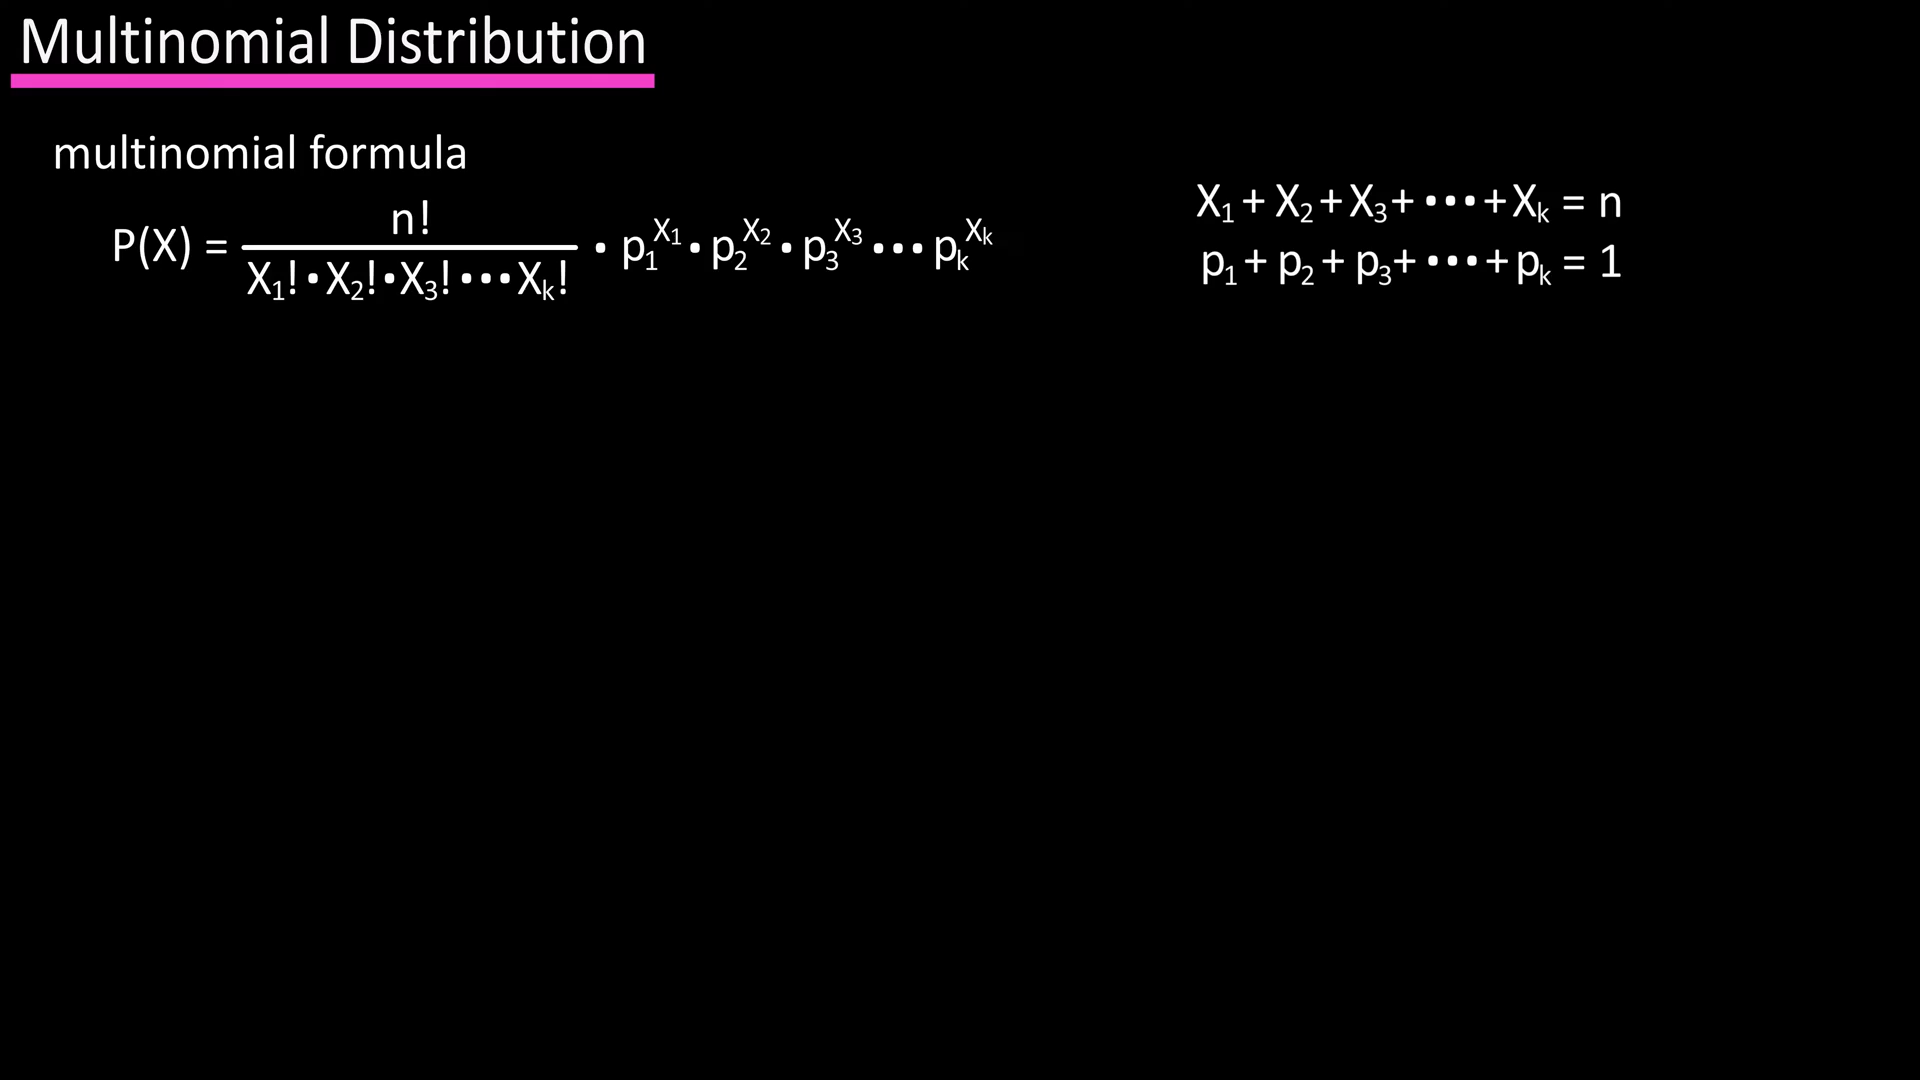 Multinomial Distribution
multinomial formula
P(X) = n! / (X₁! • X₂! • X₃! ••• Xₖ!) • p₁^X₁ • p₂^X₂ • p₃^X₃ ••• pₖ^Xₖ
X₁ + X₂ + X₃ + ••• + Xₖ = n
p₁ + p₂ + p₃ + ••• + pₖ = 1